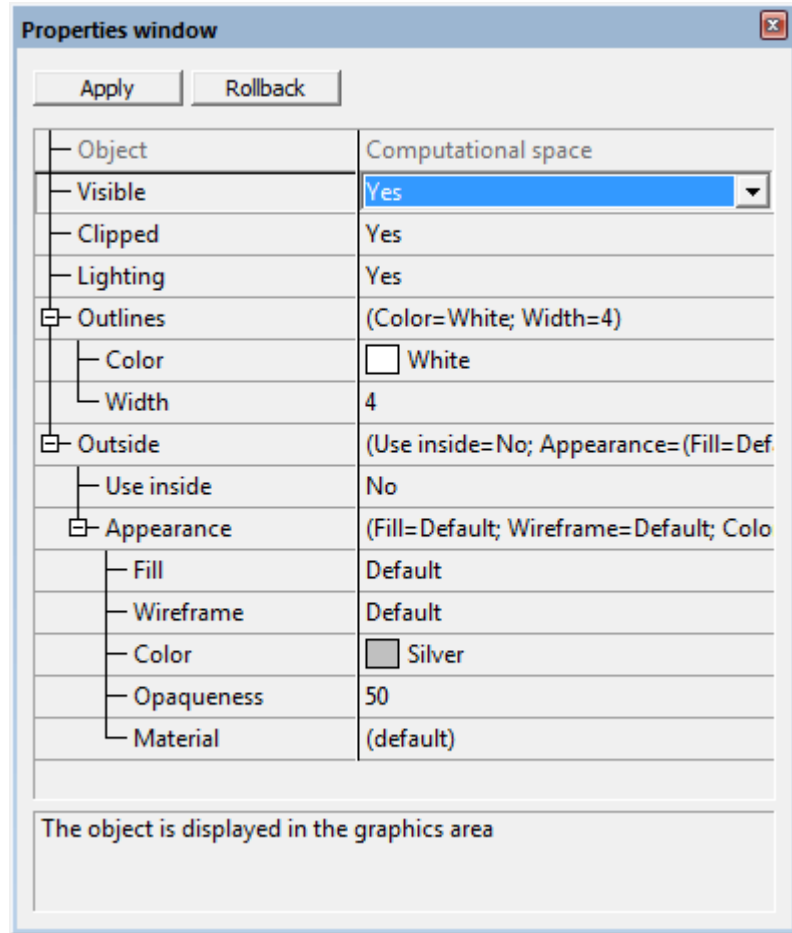 Properties window
Apply Rollback
Object Computational space
Visible Yes
Clipped Yes
Lighting Yes
Outlines (Color=White; Width=4)
Color White
Width 4
Outside (Use inside=No; Appearance=(Fill=Def
Use inside No
Appearance (Fill=Default; Wireframe=Default; Colo
Fill Default
Wireframe Default
Color Silver
Opaqueness 50
Material (default)
The object is displayed in the graphics area